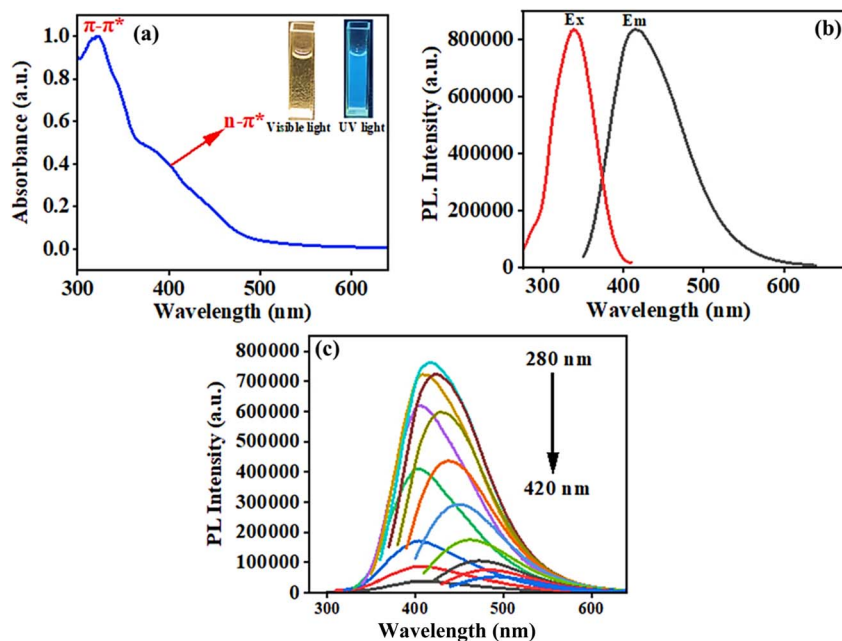 (a)
π-π*
n-π*
Visible light
UV light
1.0
0.8
0.6
0.4
0.2
0.0
Absorbance (a.u.)
300
400
500
600
Wavelength (nm)
(b)
Ex
Em
800000
600000
400000
200000
0
PL. Intensity (a.u.)
300
400
500
600
Wavelength (nm)
(c)
280 nm
420 nm
800000
700000
600000
500000
400000
300000
200000
100000
0
PL Intensity (a.u.)
300
400
500
600
Wavelength (nm)